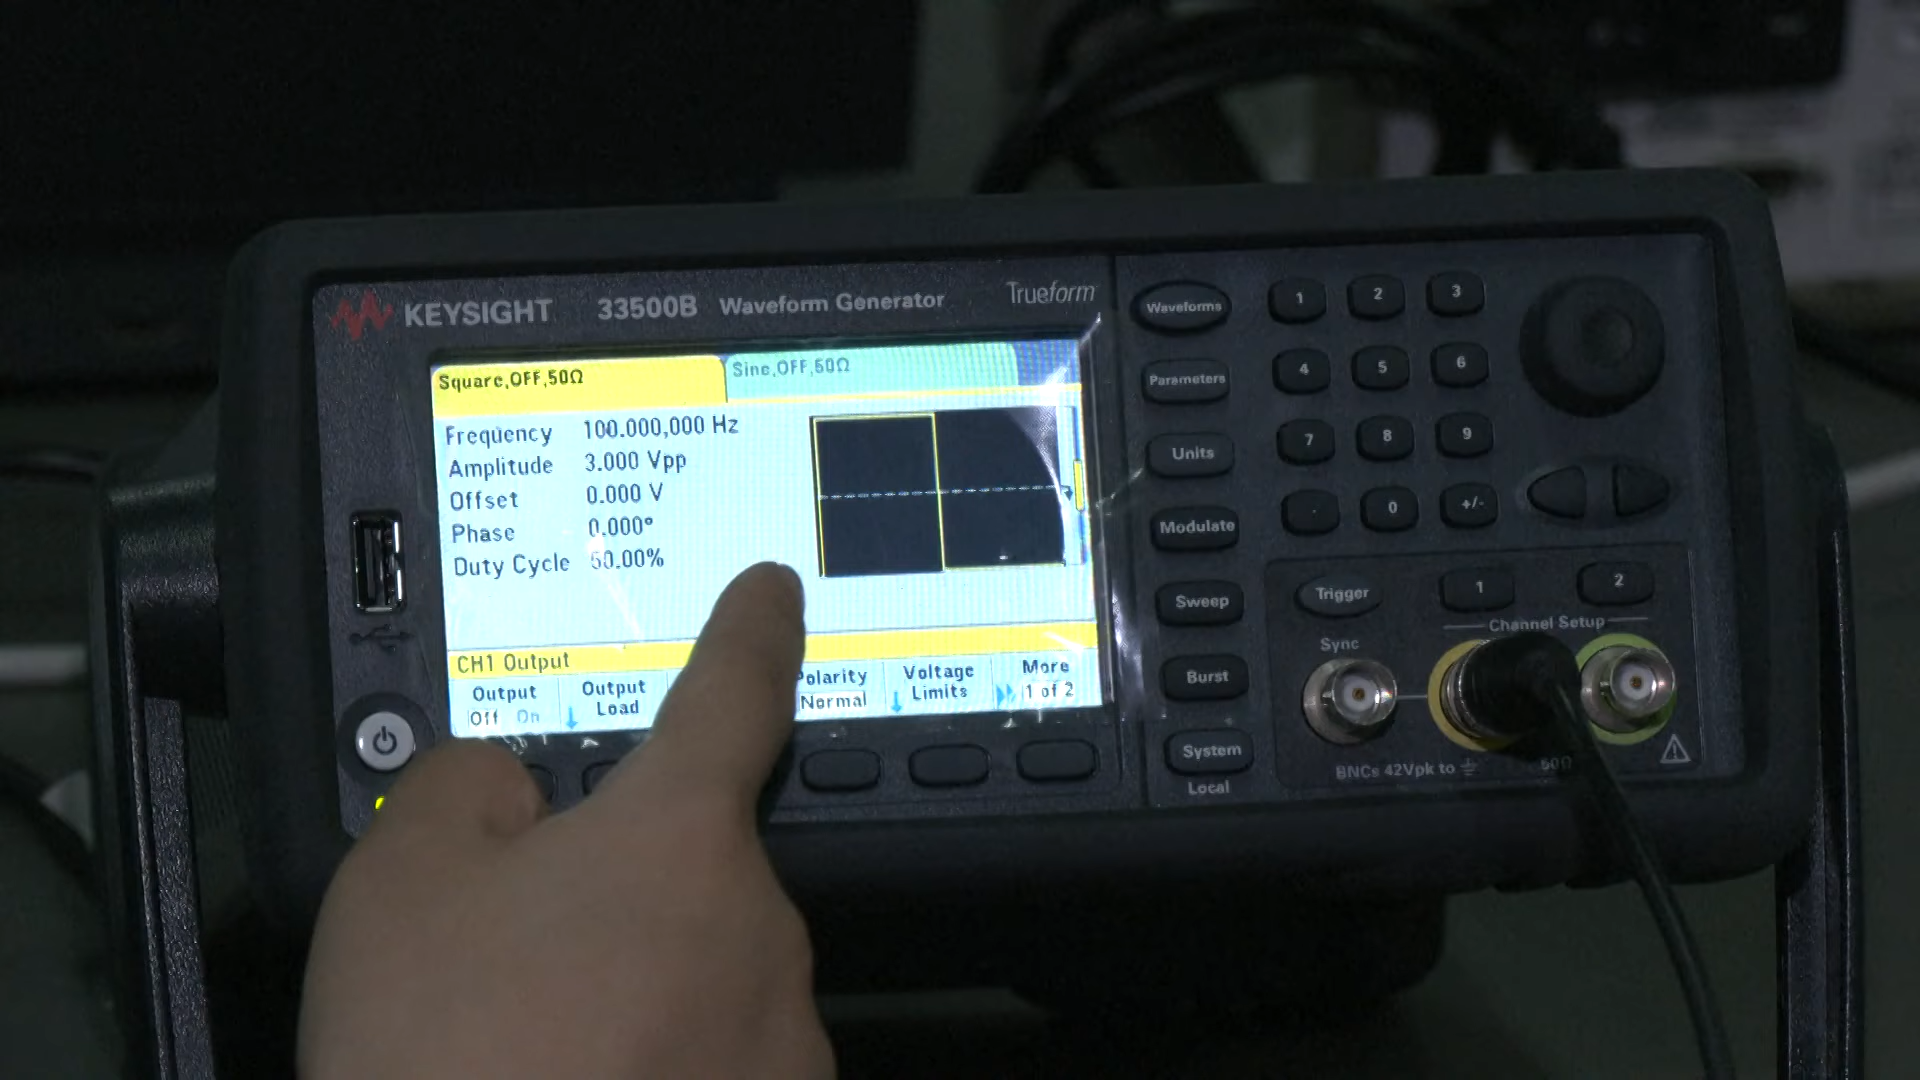 KEYSIGHT 33500B Waveform Generator Trueform
Square,OFF,50Ω
Sine,OFF,50Ω
Frequency 100.000,000 Hz
Amplitude 3.000 Vpp
Offset 0.000 V
Phase 0.000°
Duty Cycle 50.00%
CH1 Output
Output
Off On
Output
Load
Polarity
Normal
Voltage
Limits
More
1 of 2
Waveforms
Parameters
Units
Modulate
Sweep
Burst
System
Local
1 2 3
4 5 6
7 8 9
. 0 +/-
Trigger
1
2
Channel Setup
Sync
BNCs 42Vpk to
50Ω